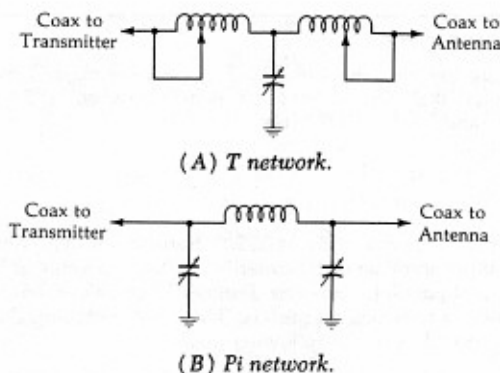 Coax to
Transmitter
Coax to
Antenna
(A) T network.
Coax to
Transmitter
Coax to
Antenna
(B) Pi network.